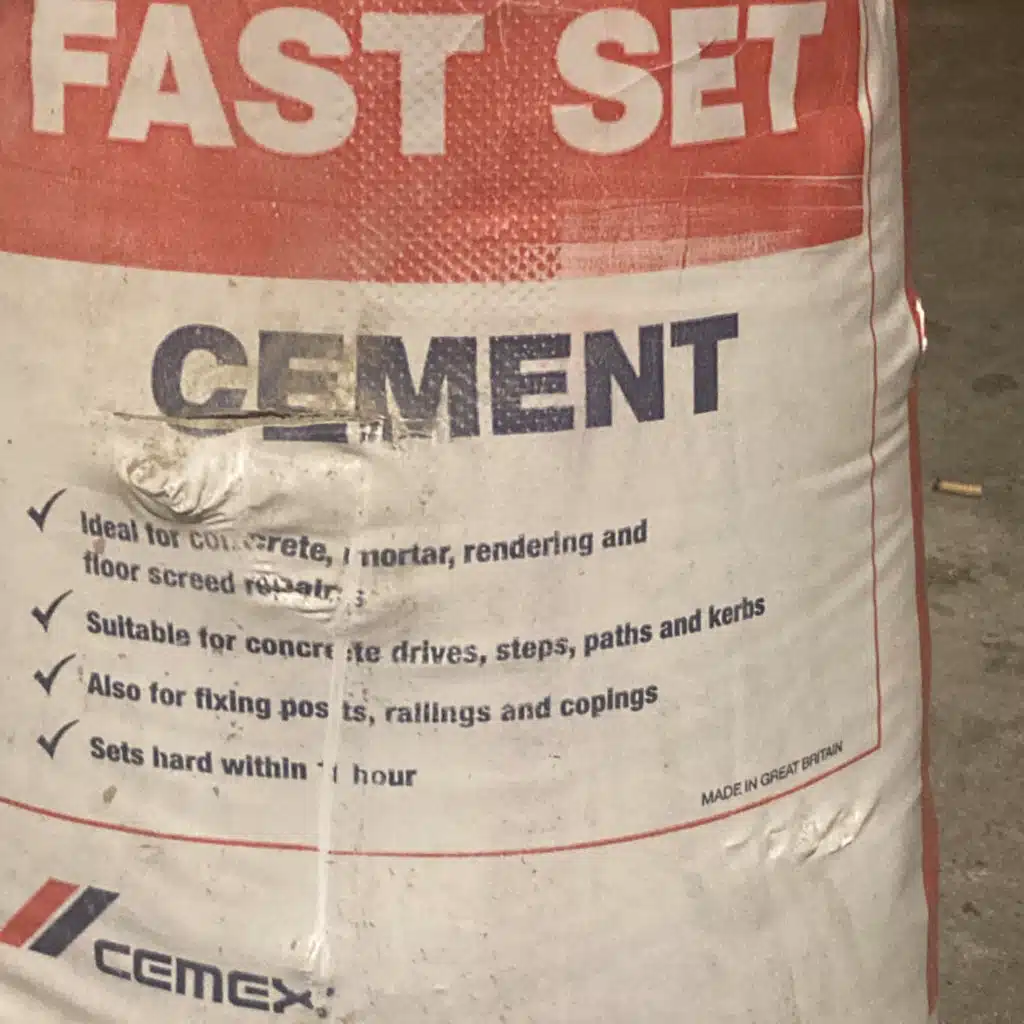 FAST SET
CEMENT
Ideal for concrete, mortar, rendering and
floor screed repairs
Suitable for concrete drives, steps, paths and kerbs
Also for fixing posts, railings and copings
Sets hard within 1 hour
MADE IN GREAT BRITAIN
CEMEX